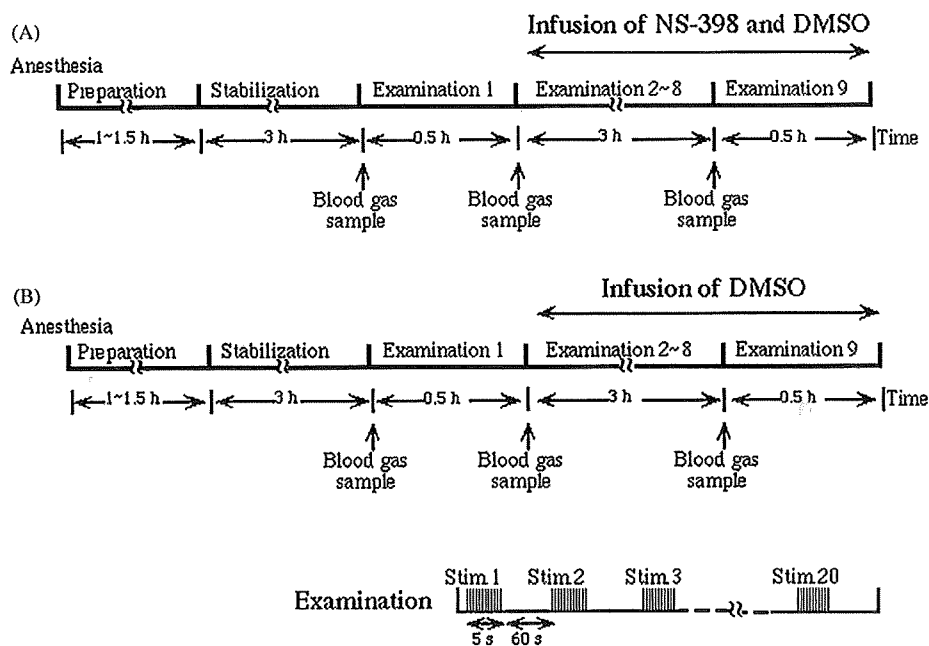 (A)
Infusion of NS-398 and DMSO
Anesthesia
Preparation Stabilization Examination 1 Examination 2~8 Examination 9
1~1.5 h 3 h 0.5 h 3 h 0.5 h Time
Blood gas sample Blood gas sample Blood gas sample
(B)
Infusion of DMSO
Anesthesia
Preparation Stabilization Examination 1 Examination 2~8 Examination 9
1~1.5 h 3 h 0.5 h 3 h 0.5 h Time
Blood gas sample Blood gas sample Blood gas sample
Stim.1 Stim.2 Stim.3 Stim.20
Examination
5 s 60 s